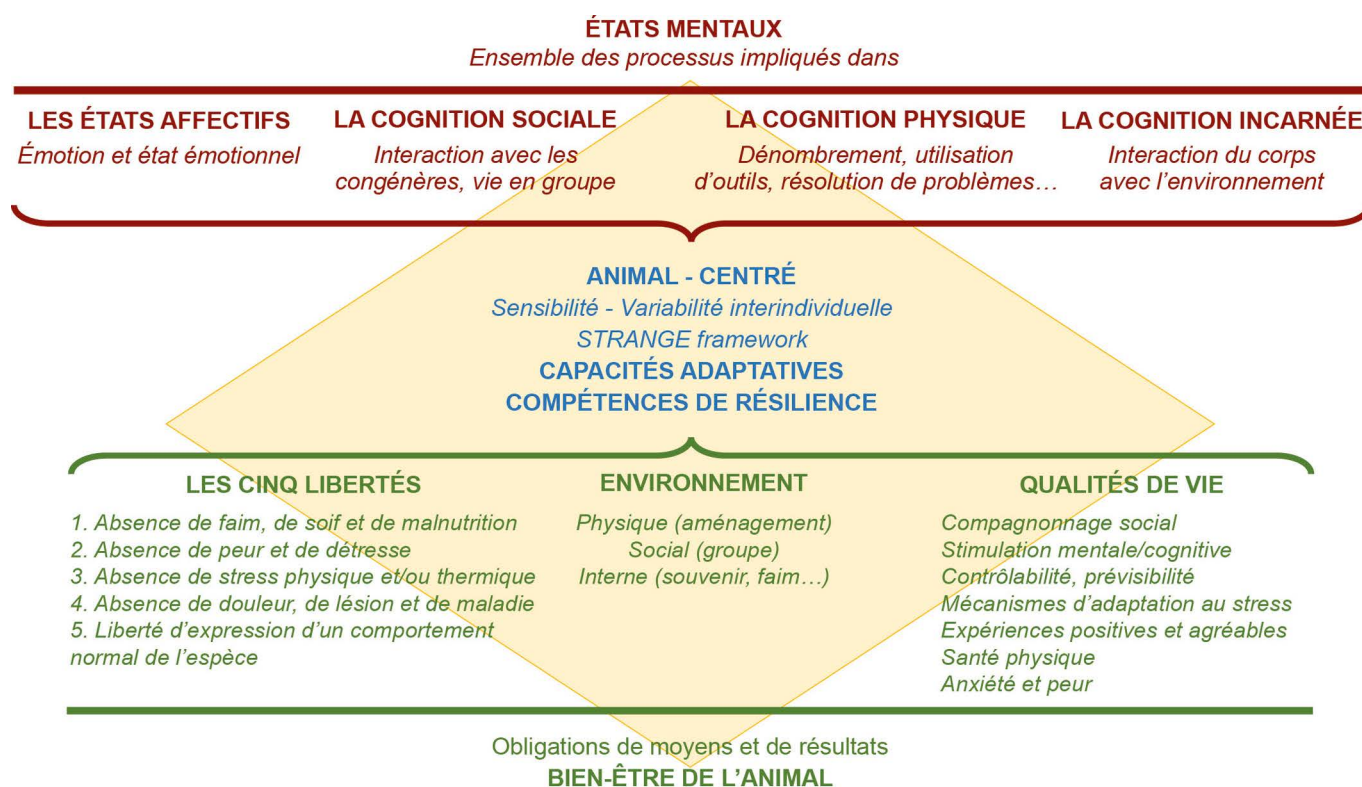 ÉTATS MENTAUX
Ensemble des processus impliqués dans
LES ÉTATS AFFECTIFS
Émotion et état émotionnel
LA COGNITION SOCIALE
Interaction avec les
congénères, vie en groupe
LA COGNITION PHYSIQUE
Dénombrement, utilisation
d'outils, résolution de problèmes…
LA COGNITION INCARNÉE
Interaction du corps
avec l'environnement
ANIMAL - CENTRÉ
Sensibilité - Variabilité interindividuelle
STRANGE framework
CAPACITÉS ADAPTATIVES
COMPÉTENCES DE RÉSILIENCE
LES CINQ LIBERTÉS
1. Absence de faim, de soif et de malnutrition
2. Absence de peur et de détresse
3. Absence de stress physique et/ou thermique
4. Absence de douleur, de lésion et de maladie
5. Liberté d'expression d'un comportement
normal de l'espèce
ENVIRONNEMENT
Physique (aménagement)
Social (groupe)
Interne (souvenir, faim…)
QUALITÉS DE VIE
Compagnonnage social
Stimulation mentale/cognitive
Contrôlabilité, prévisibilité
Mécanismes d'adaptation au stress
Expériences positives et agréables
Santé physique
Anxiété et peur
Obligations de moyens et de résultats
BIEN-ÊTRE DE L'ANIMAL